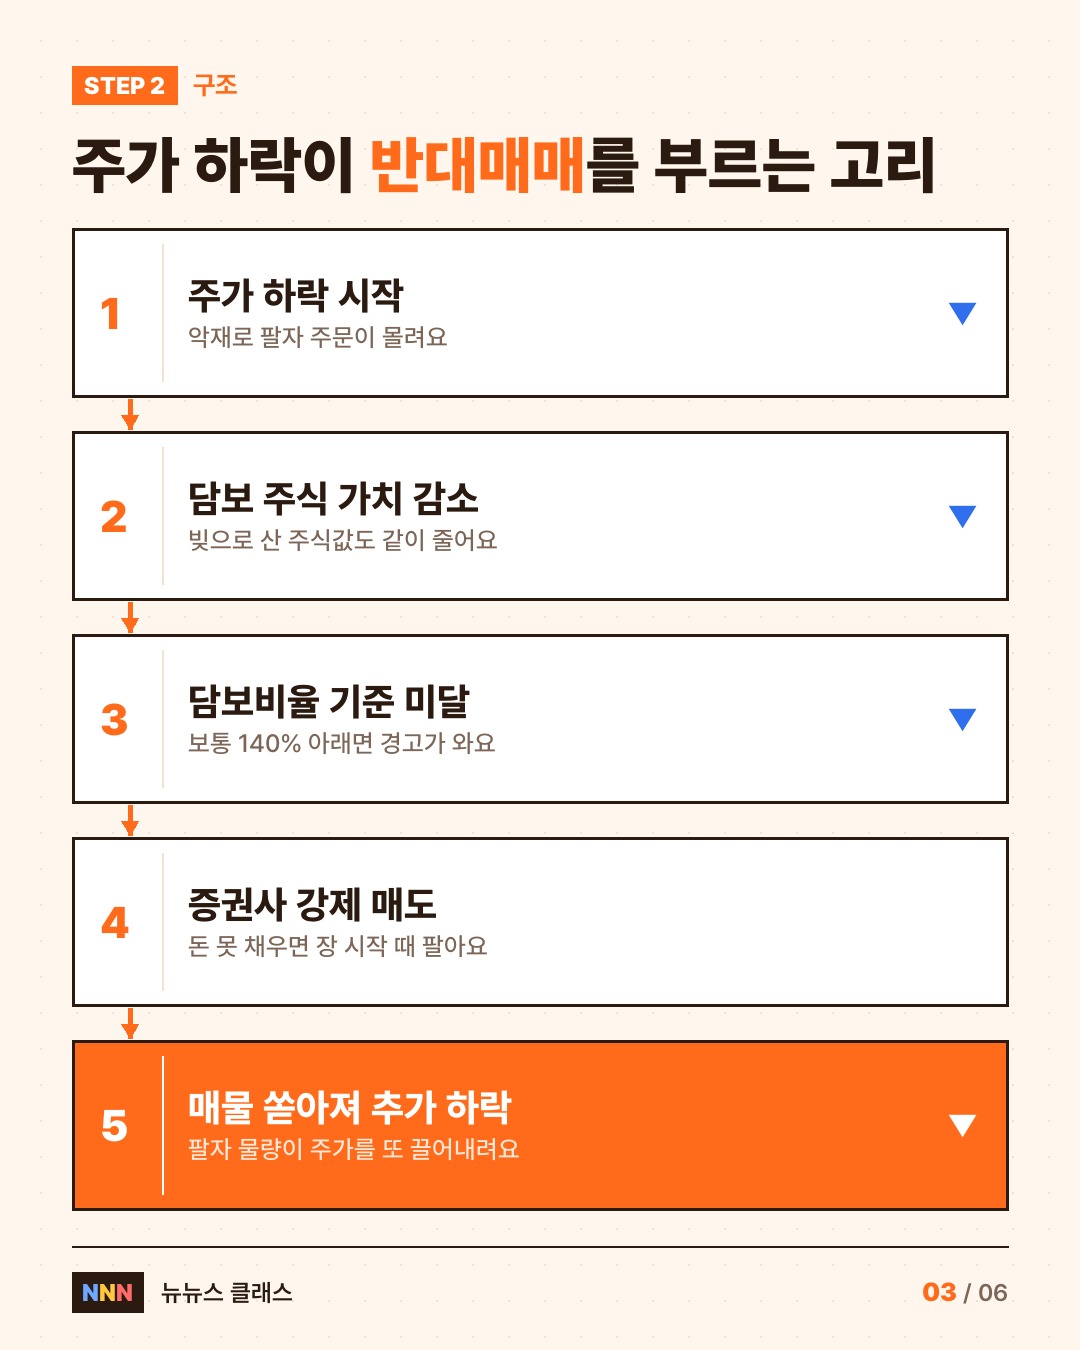 STEP 2 구조
주가 하락이 반대매매를 부르는 고리
1
주가 하락 시작
악재로 팔자 주문이 몰려요
2
담보 주식 가치 감소
빚으로 산 주식값도 같이 줄어요
3
담보비율 기준 미달
보통 140% 아래면 경고가 와요
4
증권사 강제 매도
돈 못 채우면 장 시작 때 팔아요
5
매물 쏟아져 추가 하락
팔자 물량이 주가를 또 끌어내려요
NNN 뉴뉴스 클래스
03 / 06